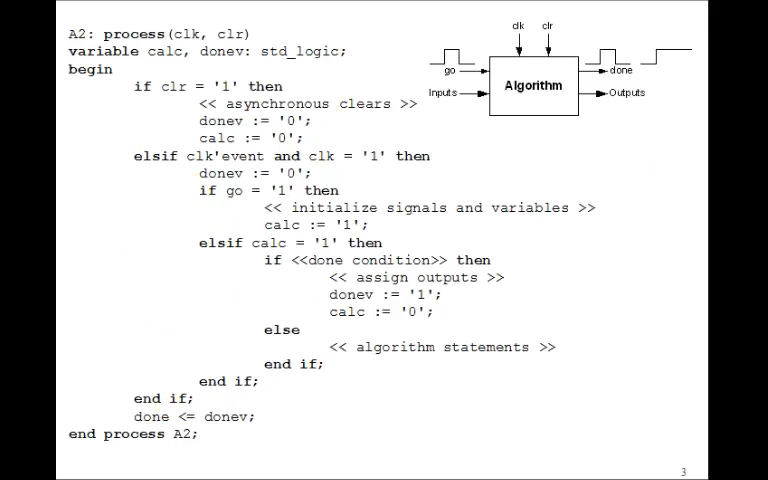 A2: process(clk, clr)
variable calc, donev: std_logic;
begin
if clr = '1' then
<< asynchronous clears >>
donev := '0';
calc := '0';
elsif clk'event and clk = '1' then
donev := '0';
if go = '1' then
<< initialize signals and variables >>
calc := '1';
elsif calc = '1' then
if <<done condition>> then
<< assign outputs >>
donev := '1';
calc := '0';
else
<< algorithm statements >>
end if;
end if;
end if;
done <= donev;
end process A2;
clk clr
go
done
Algorithm
Inputs
Outputs
3